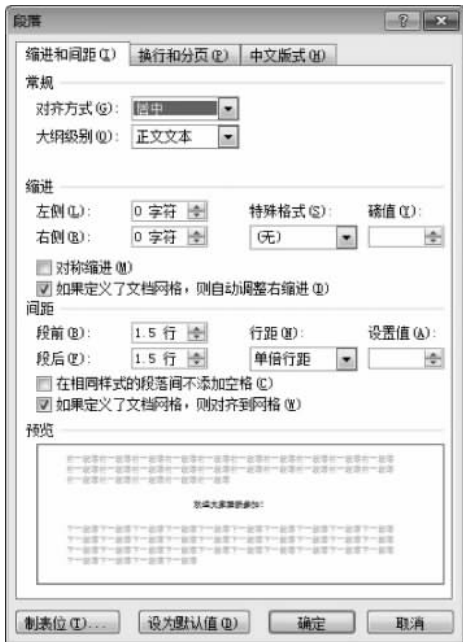 段落
缩进和间距(I) 换行和分页(P) 中文版式(H)
常规
对齐方式(G): 居中
大纲级别(O): 正文文本
缩进
左侧(L): 0 字符 特殊格式(S): 磅值(Y):
右侧(R): 0 字符 (无)
对称缩进(M)
如果定义了文档网格，则自动调整右缩进(D)
间距
段前(B): 1.5 行 行距(N): 设置值(A):
段后(F): 1.5 行 单倍行距
在相同样式的段落间不添加空格(C)
如果定义了文档网格，则对齐到网格(W)
预览
制表位(T)... 设为默认值(D) 确定 取消